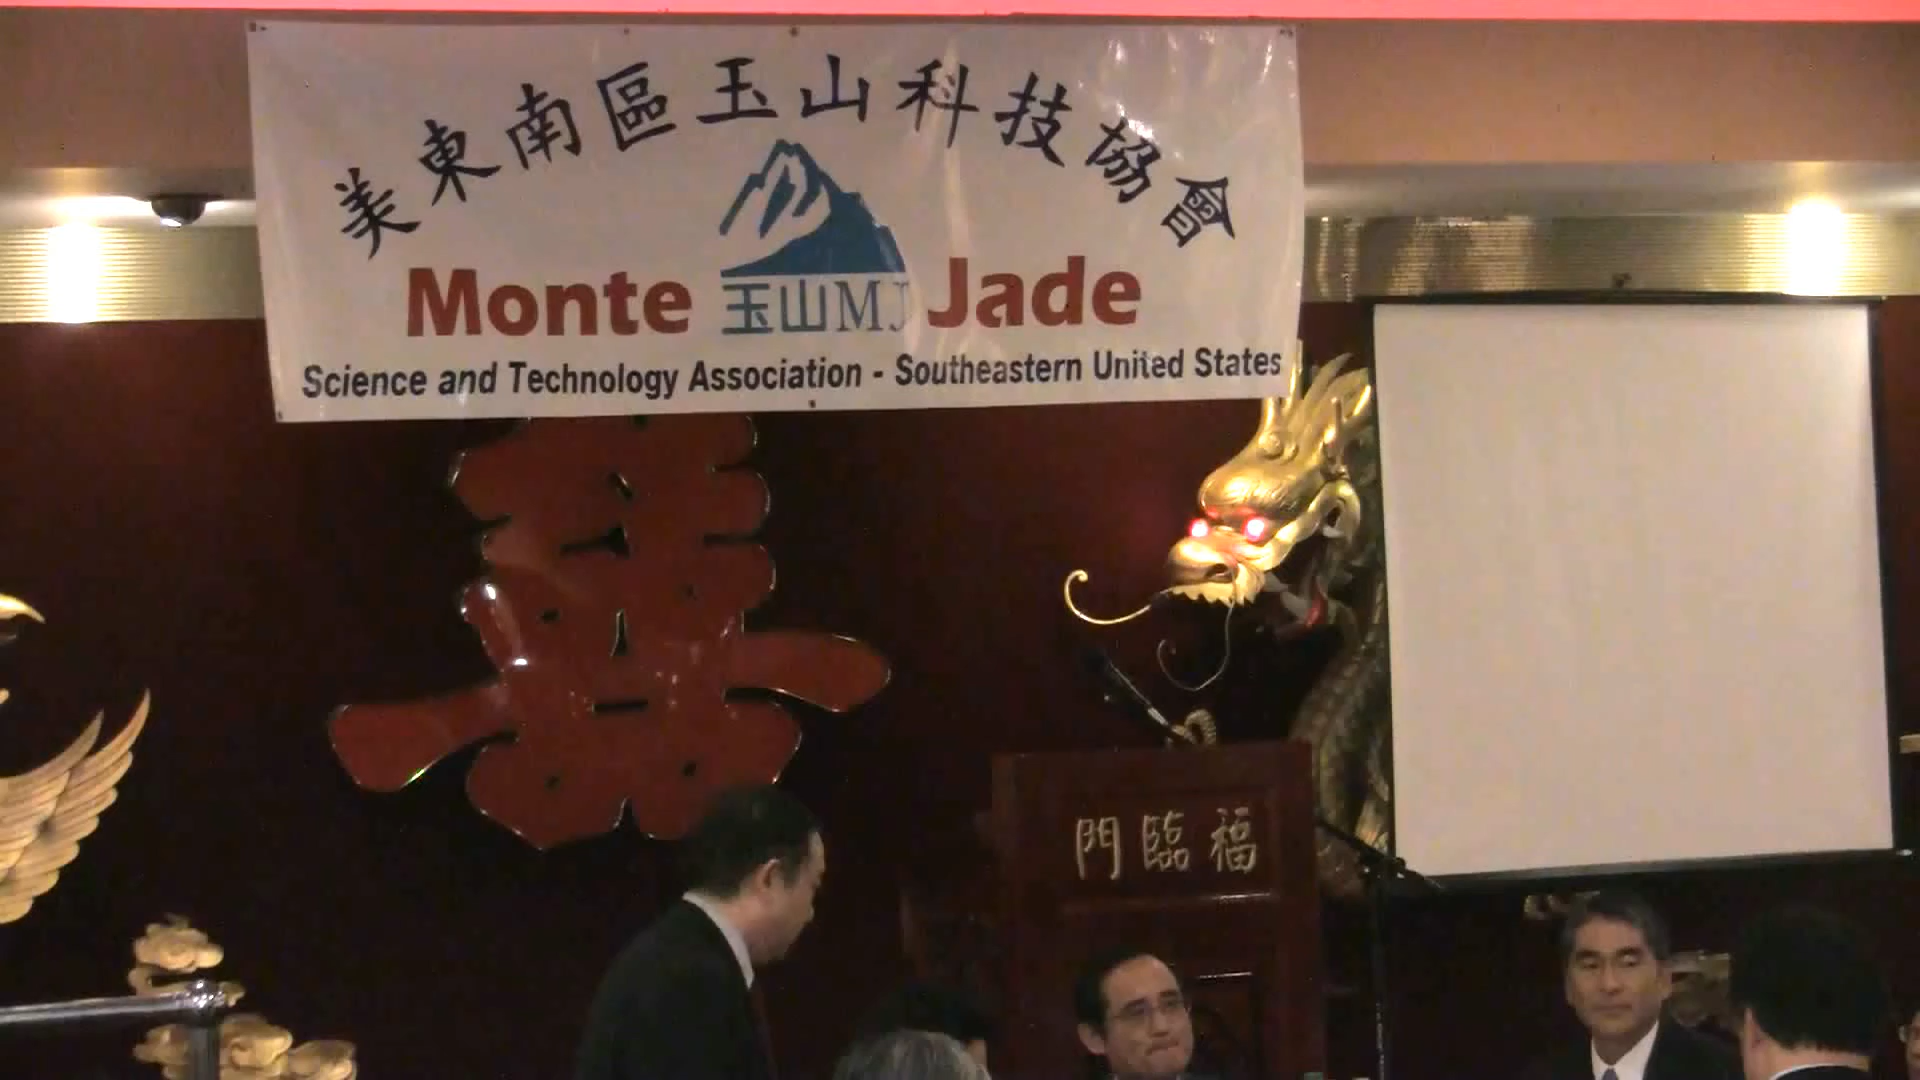 美東南區玉山科技協會
Monte Jade
玉山MJ
Science and Technology Association - Southeastern United States
囍
門臨福